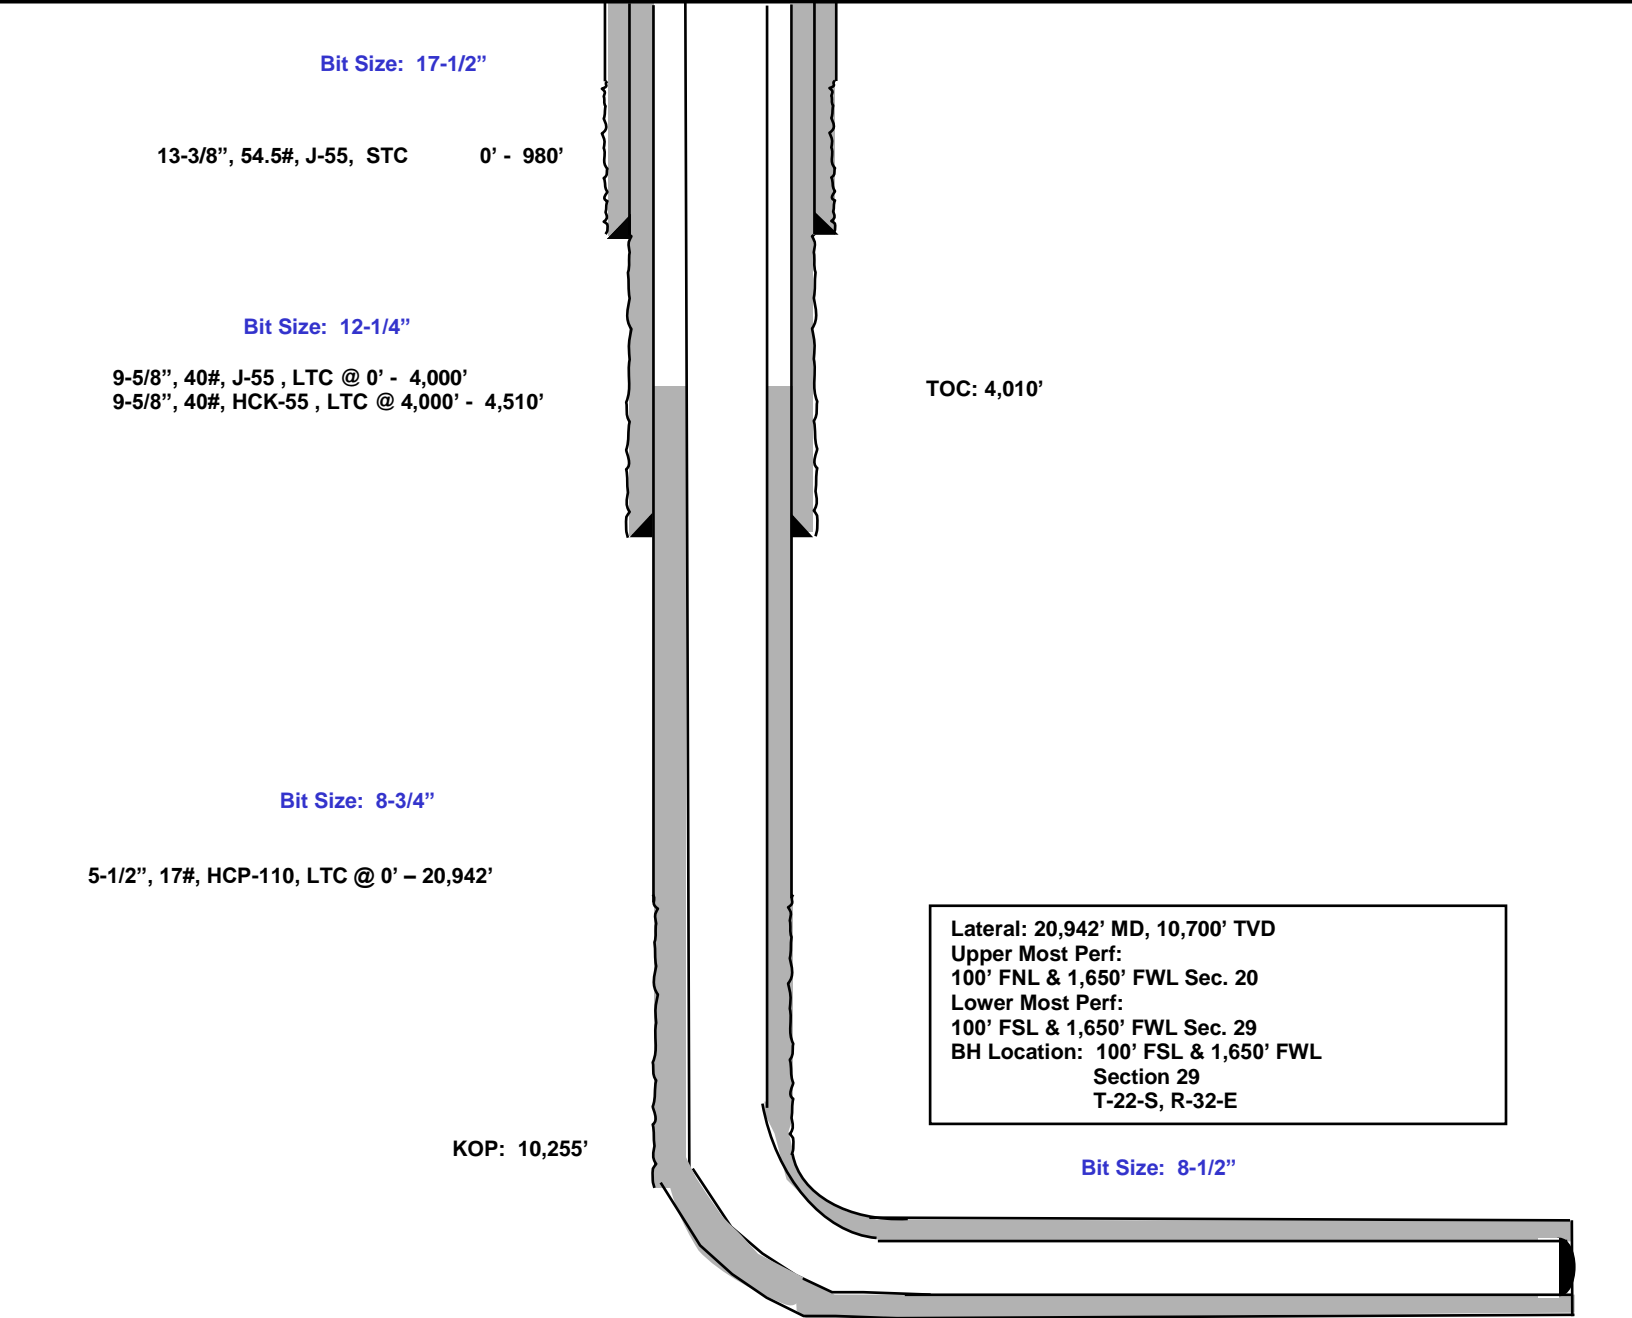 Bit Size: 17-1/2”
13-3/8”, 54.5#, J-55, STC 0’ - 980’
Bit Size: 12-1/4”
9-5/8”, 40#, J-55 , LTC @ 0’ - 4,000’
9-5/8”, 40#, HCK-55 , LTC @ 4,000’ - 4,510’
TOC: 4,010’
Bit Size: 8-3/4”
5-1/2”, 17#, HCP-110, LTC @ 0’ – 20,942’
Lateral: 20,942’ MD, 10,700’ TVD
Upper Most Perf:
100’ FNL & 1,650’ FWL Sec. 20
Lower Most Perf:
100’ FSL & 1,650’ FWL Sec. 29
BH Location: 100’ FSL & 1,650’ FWL
Section 29
T-22-S, R-32-E
KOP: 10,255’
Bit Size: 8-1/2”